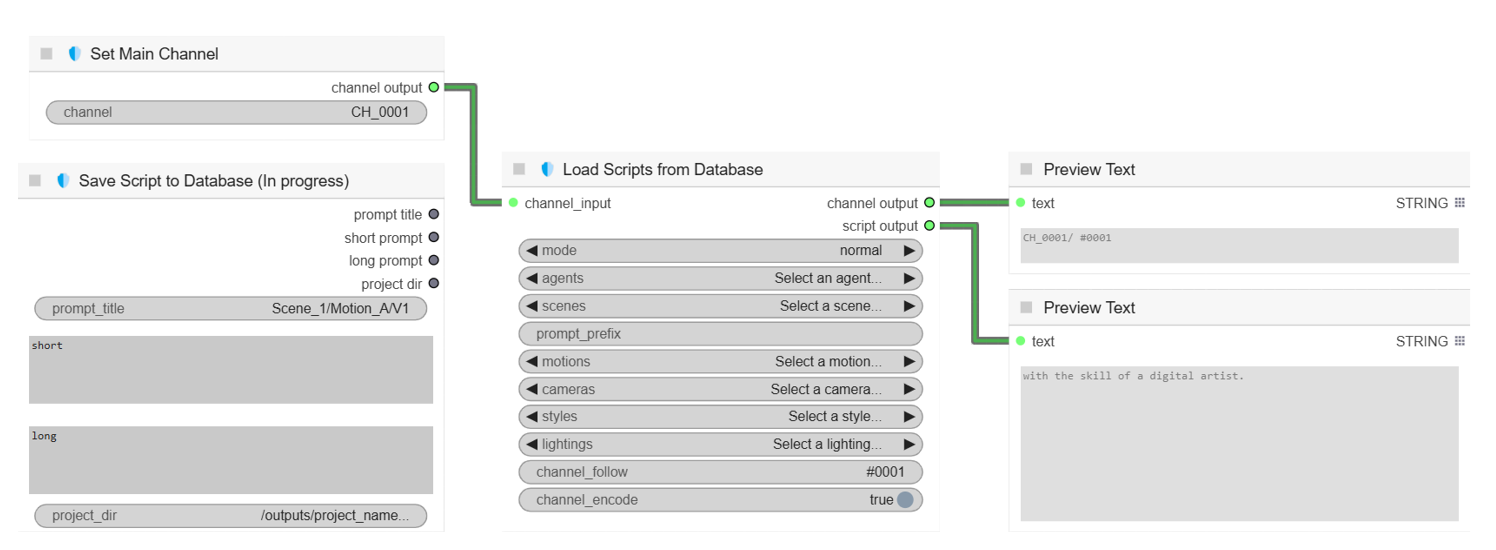 Set Main Channel
channel output
channel CH_0001
Save Script to Database (In progress)
prompt title
short prompt
long prompt
project dir
prompt_title Scene_1/Motion_A/V1
short
long
project_dir /outputs/project_name...
Load Scripts from Database
channel_input channel output
script output
mode normal
agents Select an agent...
scenes Select a scene...
prompt_prefix
motions Select a motion...
cameras Select a camera...
styles Select a style...
lightings Select a lighting...
channel_follow #0001
channel_encode true
Preview Text
text STRING
CH_0001/ #0001
Preview Text
text STRING
with the skill of a digital artist.